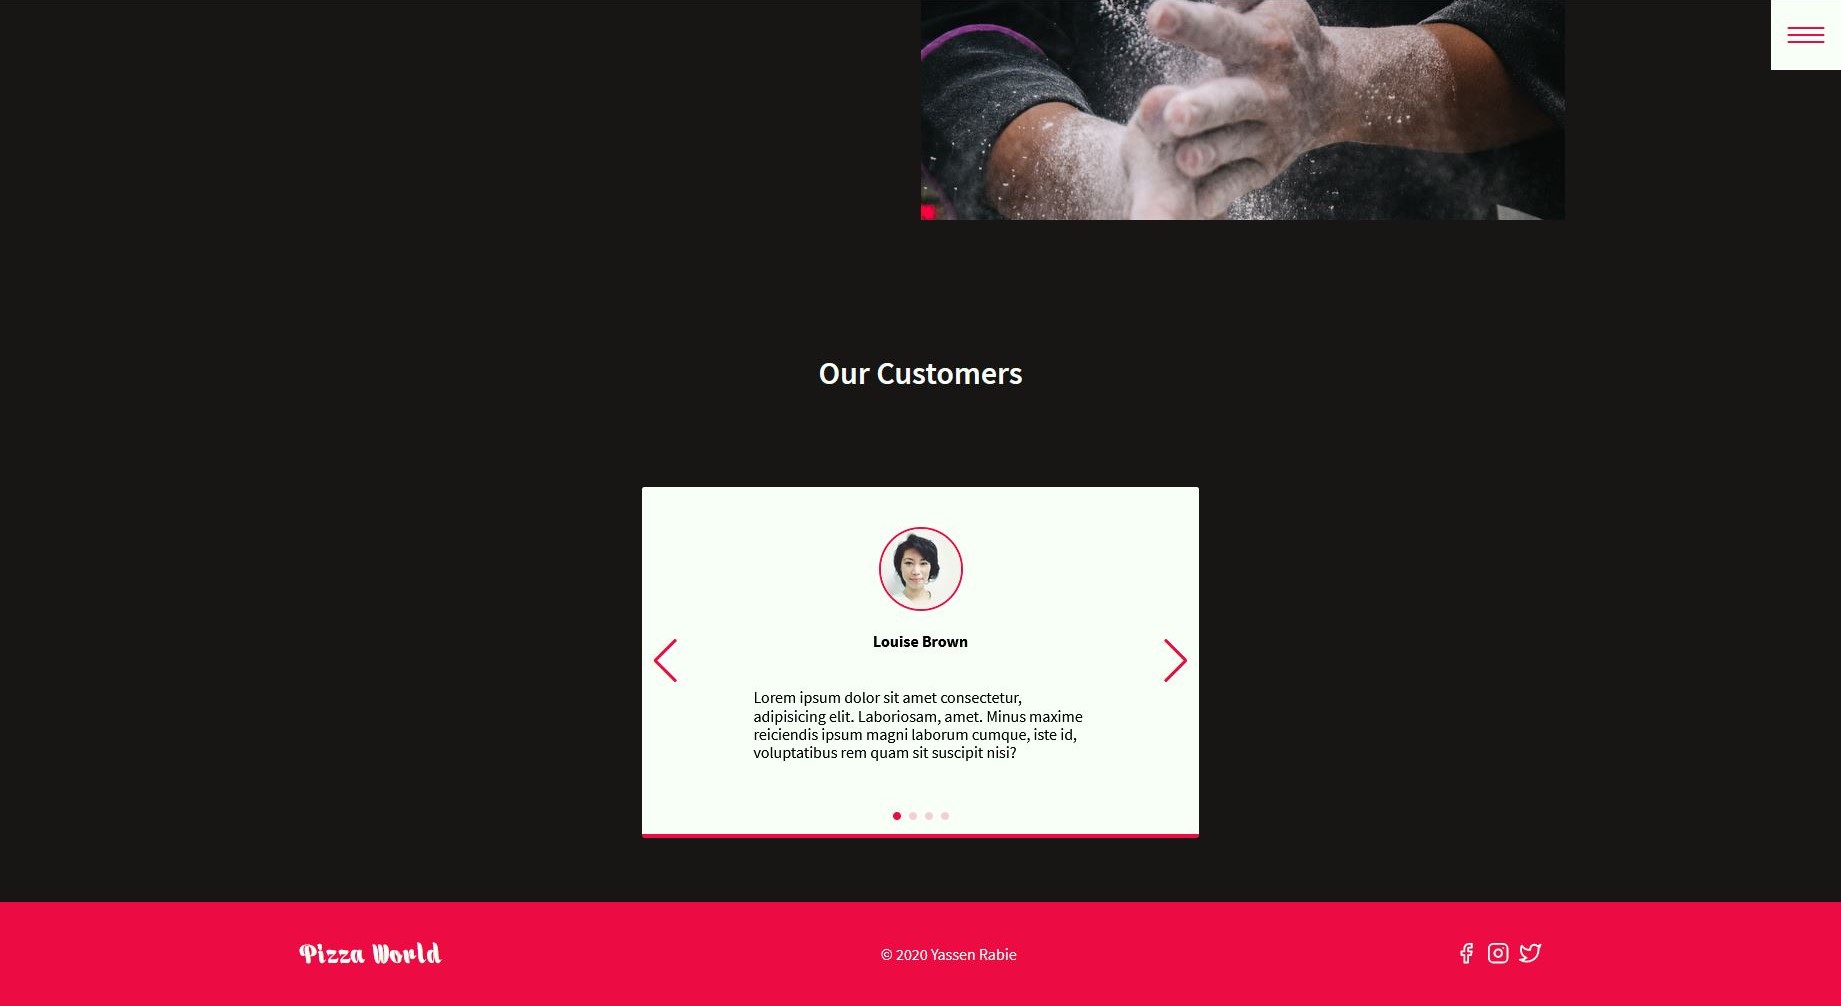 Our Customers
Louise Brown
Lorem ipsum dolor sit amet consectetur,
adipisicing elit. Laboriosam, amet. Minus maxime
reiciendis ipsum magni laborum cumque, iste id,
voluptatibus rem quam sit suscipit nisi?
Pizza World
© 2020 Yassen Rabie